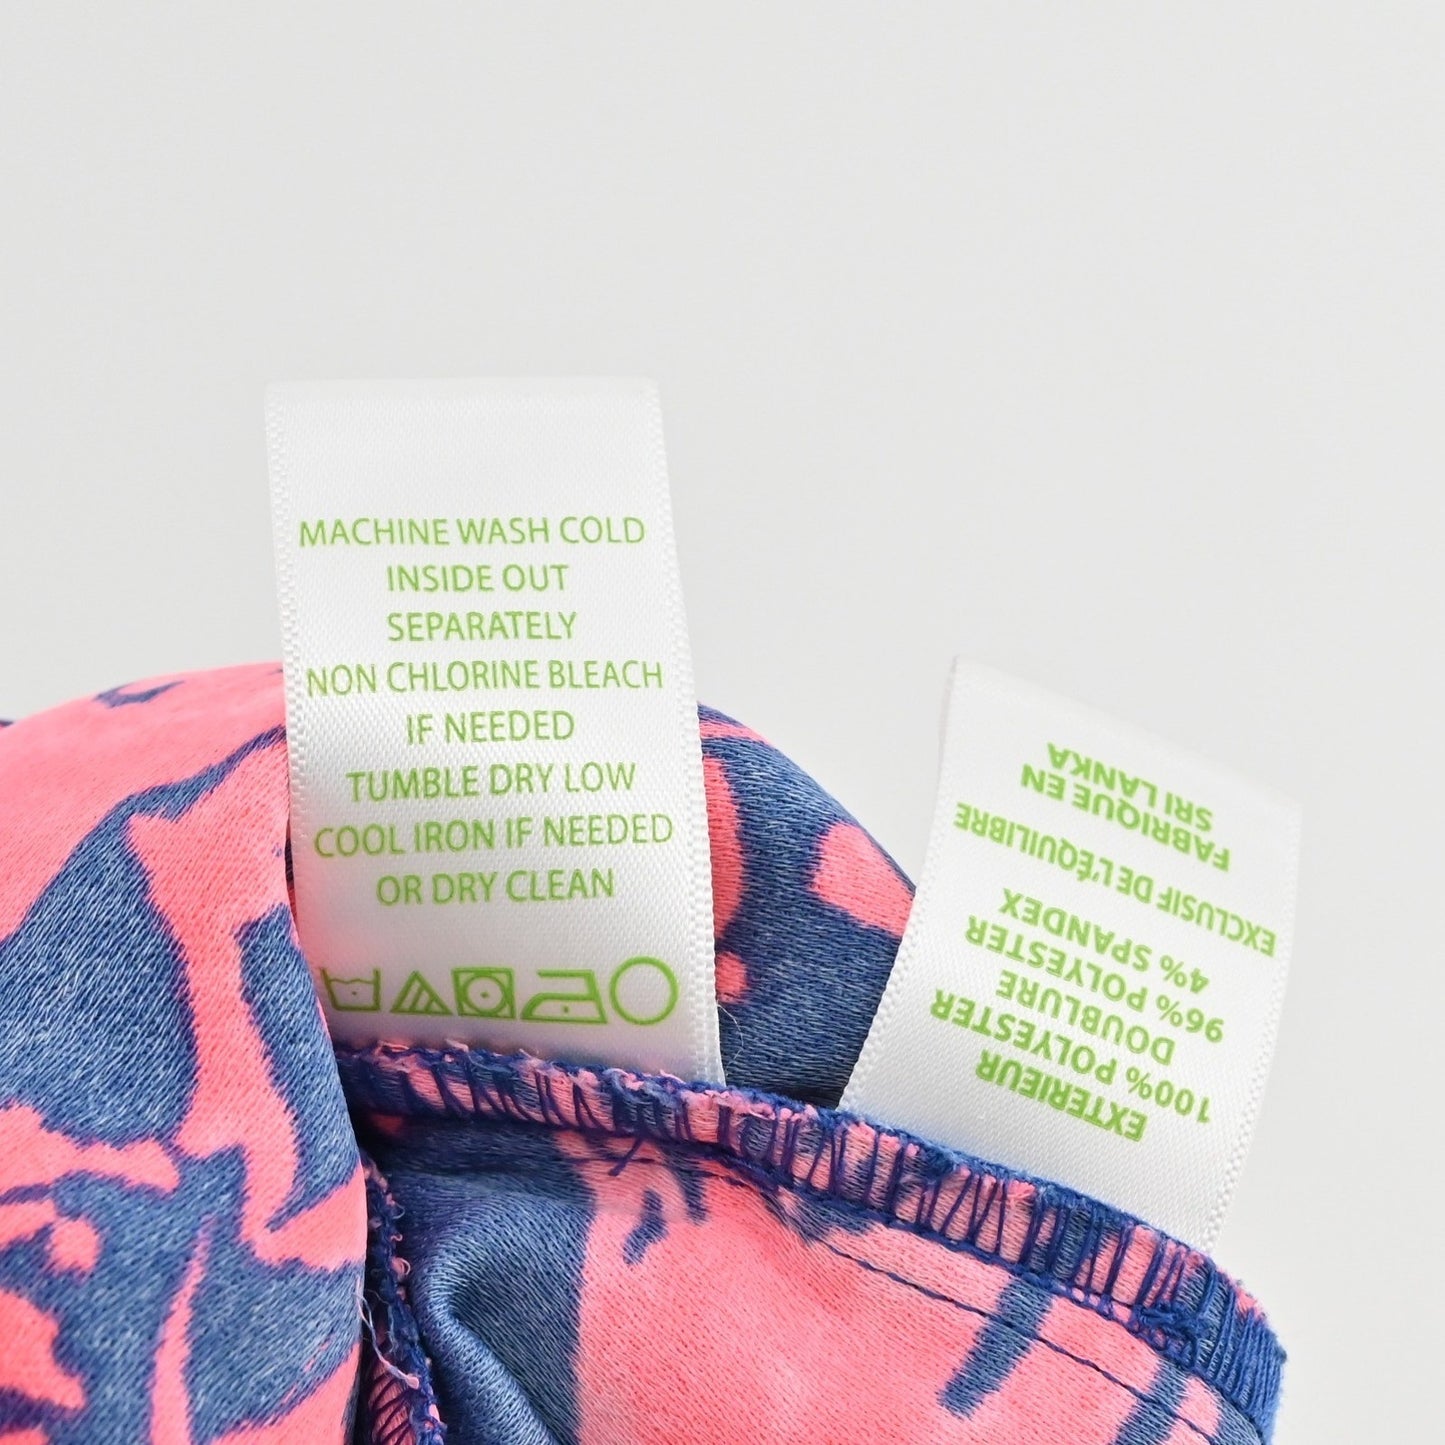 MACHINE WASH COLD
INSIDE OUT
SEPARATELY
NON CHLORINE BLEACH
IF NEEDED
TUMBLE DRY LOW
COOL IRON IF NEEDED
OR DRY CLEAN
EXTERIEUR
100% POLYESTER
DOUBLURE
96% POLYESTER
4% SPANDEX
EXCLUSIF DE L'ÉQUILIBRE
FABRIQUE EN
SRI LANKA